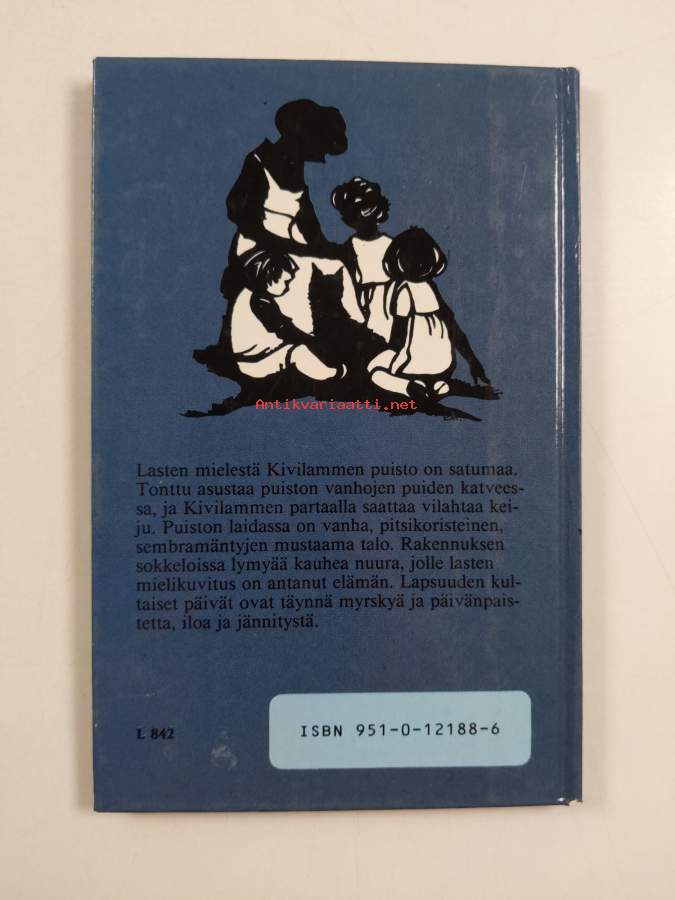 Antikvariaatti.net
Lasten mielestä Kivilammen puisto on satumaa.
Tonttu asustaa puiston vanhojen puiden katvees-
sa, ja Kivilammen partaalla saattaa vilahtaa kei-
ju. Puiston laidassa on vanha, pitsikoristeinen,
sembramäntyjen mustaama talo. Rakennuksen
sokkeloissa lymyää kauhea nuura, jolle lasten
mielikuvitus on antanut elämän. Lapsuuden kul-
taiset päivät ovat täynnä myrskyä ja päivänpais-
tetta, iloa ja jännitystä.
L 842
ISBN 951-0-12188-6